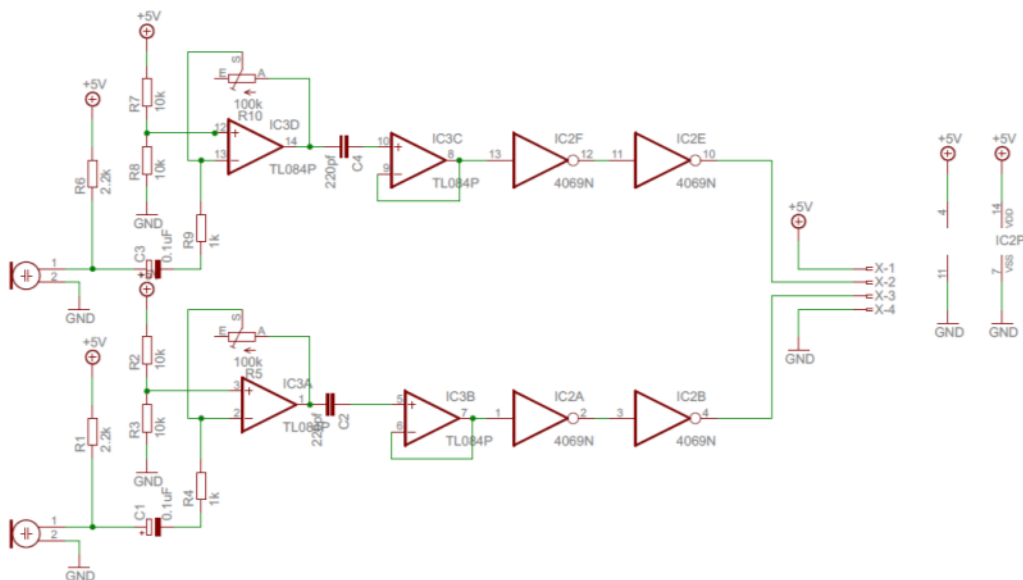 +5V
+5V
R7
10k
R8
10k
GND
R6
2.2k
1
2
GND
C3
0.1uF
R9
1k
E
S
A
100k
R10
12
13
IC3D
14
TL084P
220pf
C4
10
9
IC3C
8
TL084P
13
IC2F
12
4069N
11
IC2E
10
4069N
+5V
X-1
X-2
X-3
X-4
GND
+5V
4
11
GND
+5V
14
VDD
IC2P
7
VSS
GND
R2
10k
R3
10k
GND
+5V
R1
2.2k
1
2
GND
C1
+
0.1uF
R4
1k
E
S
A
100k
R5
3
2
IC3A
1
C2
5
6
IC3B
7
TL084P
1
IC2A
2
4069N
3
IC2B
4
4069N